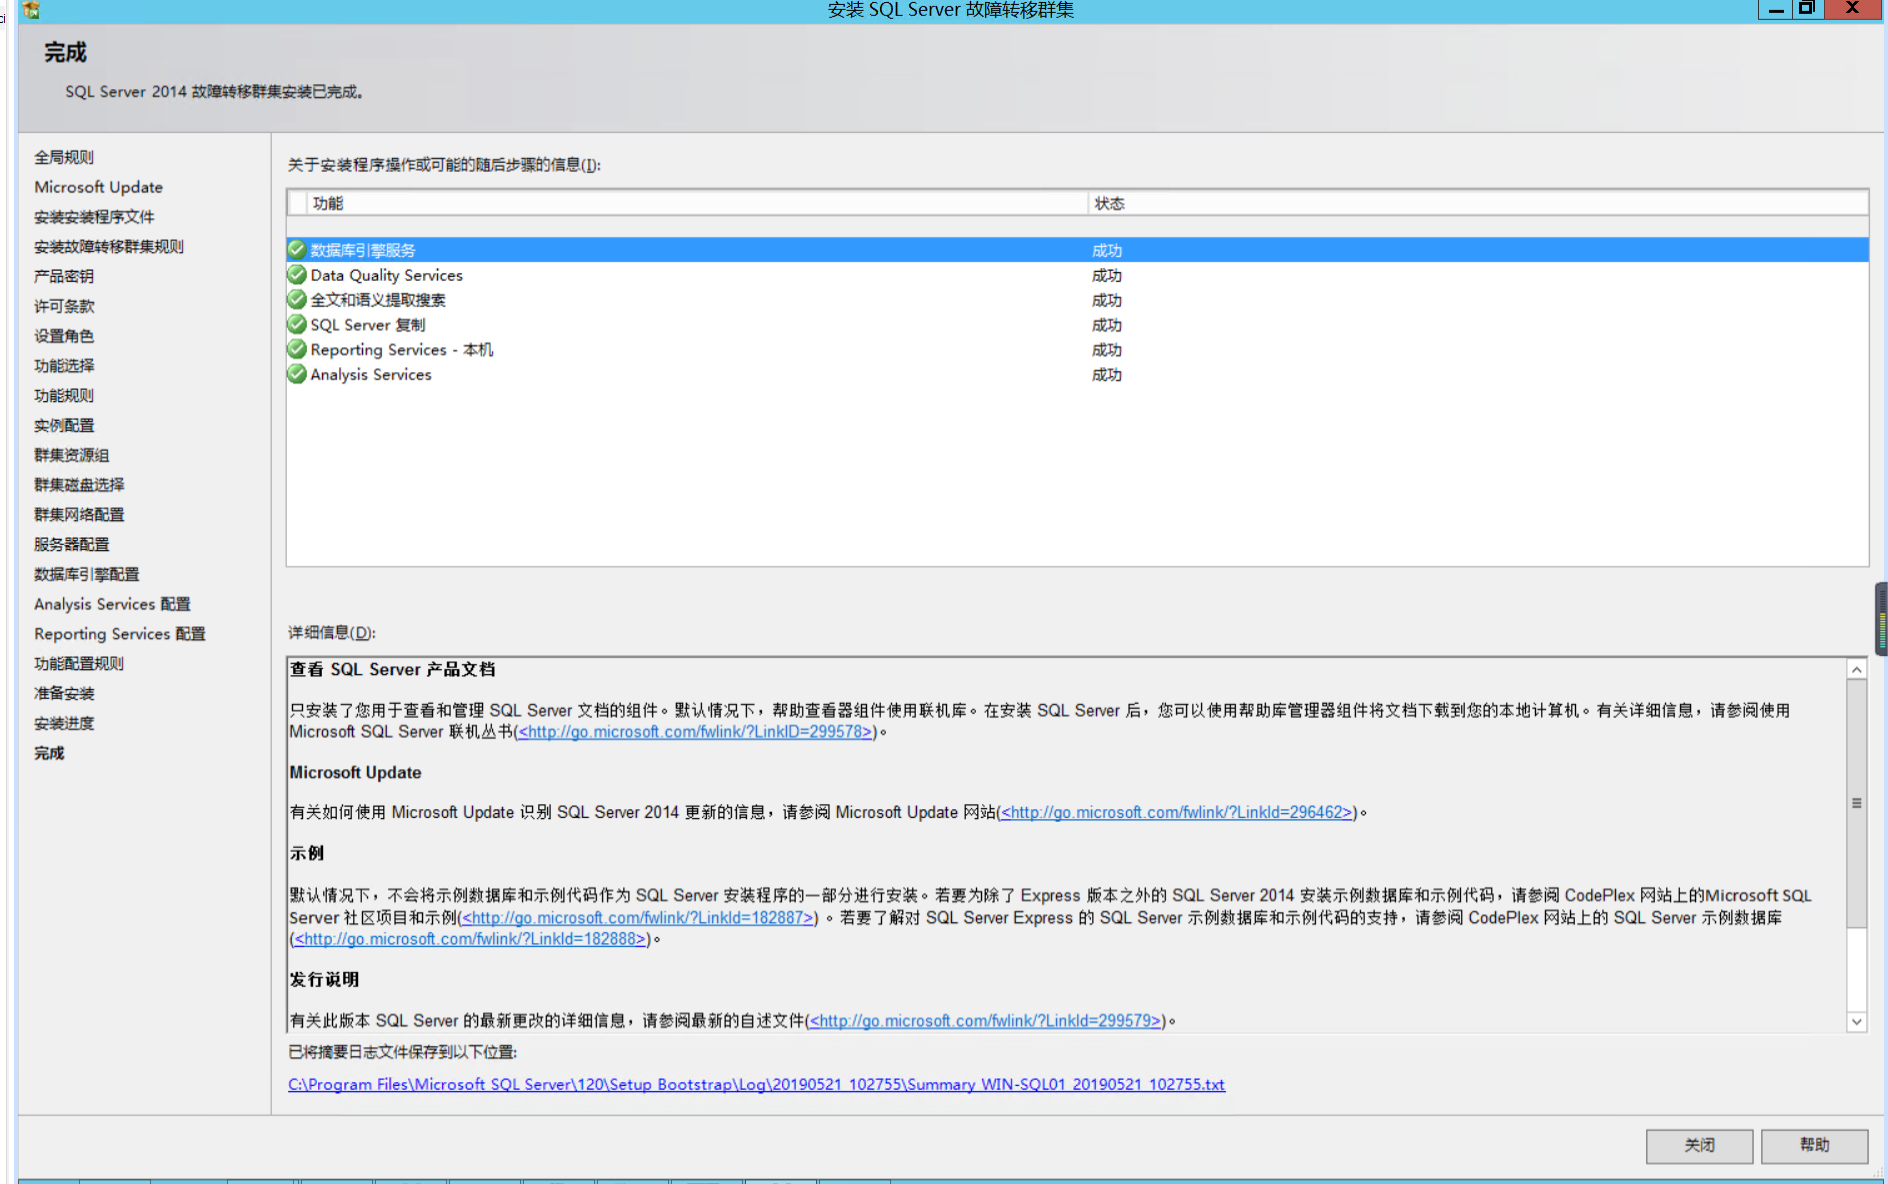 安装 SQL Server 故障转移群集
完成
SQL Server 2014 故障转移群集安装已完成。
全局规则
Microsoft Update
安装安装程序文件
安装故障转移群集规则
产品密钥
许可条款
设置角色
功能选择
功能规则
实例配置
群集资源组
群集磁盘选择
群集网络配置
服务器配置
数据库引擎配置
Analysis Services 配置
Reporting Services 配置
功能配置规则
准备安装
安装进度
完成
关于安装程序操作或可能的随后步骤的信息(I):
功能 状态
数据库引擎服务 成功
Data Quality Services 成功
全文和语义提取搜索 成功
SQL Server 复制 成功
Reporting Services - 本机 成功
Analysis Services 成功
详细信息(D):
查看 SQL Server 产品文档
只安装了您用于查看和管理 SQL Server 文档的组件。默认情况下，帮助查看器组件使用联机库。在安装 SQL Server 后，您可以使用帮助库管理器组件将文档下载到您的本地计算机。有关详细信息，请参阅使用
Microsoft SQL Server 联机丛书(<http://go.microsoft.com/fwlink/?LinkID=299578>)。
Microsoft Update
有关如何使用 Microsoft Update 识别 SQL Server 2014 更新的信息，请参阅 Microsoft Update 网站(<http://go.microsoft.com/fwlink/?LinkId=296462>)。
示例
默认情况下，不会将示例数据库和示例代码作为 SQL Server 安装程序的一部分进行安装。若要为除了 Express 版本之外的 SQL Server 2014 安装示例数据库和示例代码，请参阅 CodePlex 网站上的Microsoft SQL
Server 社区项目和示例(<http://go.microsoft.com/fwlink/?LinkId=182887>) 。若要了解对 SQL Server Express 的 SQL Server 示例数据库和示例代码的支持，请参阅 CodePlex 网站上的 SQL Server 示例数据库
(<http://go.microsoft.com/fwlink/?LinkId=182888>)。
发行说明
有关此版本 SQL Server 的最新更改的详细信息，请参阅最新的自述文件(<http://go.microsoft.com/fwlink/?LinkId=299579>)。
已将摘要日志文件保存到以下位置:
C:\Program Files\Microsoft SQL Server\120\Setup Bootstrap\Log\20190521_102755\Summary_WIN-SQL01_20190521_102755.txt
关闭 帮助